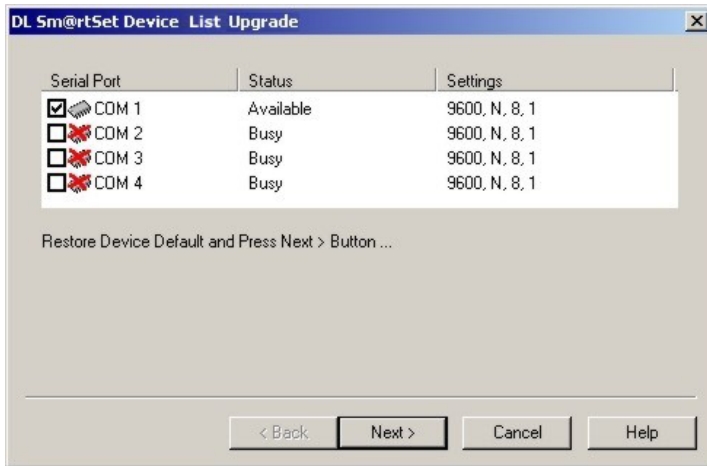 DL Sm@rtSet Device List Upgrade
Serial Port Status Settings
COM 1 Available 9600, N, 8, 1
COM 2 Busy 9600, N, 8, 1
COM 3 Busy 9600, N, 8, 1
COM 4 Busy 9600, N, 8, 1
Restore Device Default and Press Next > Button ...
< Back Next > Cancel Help